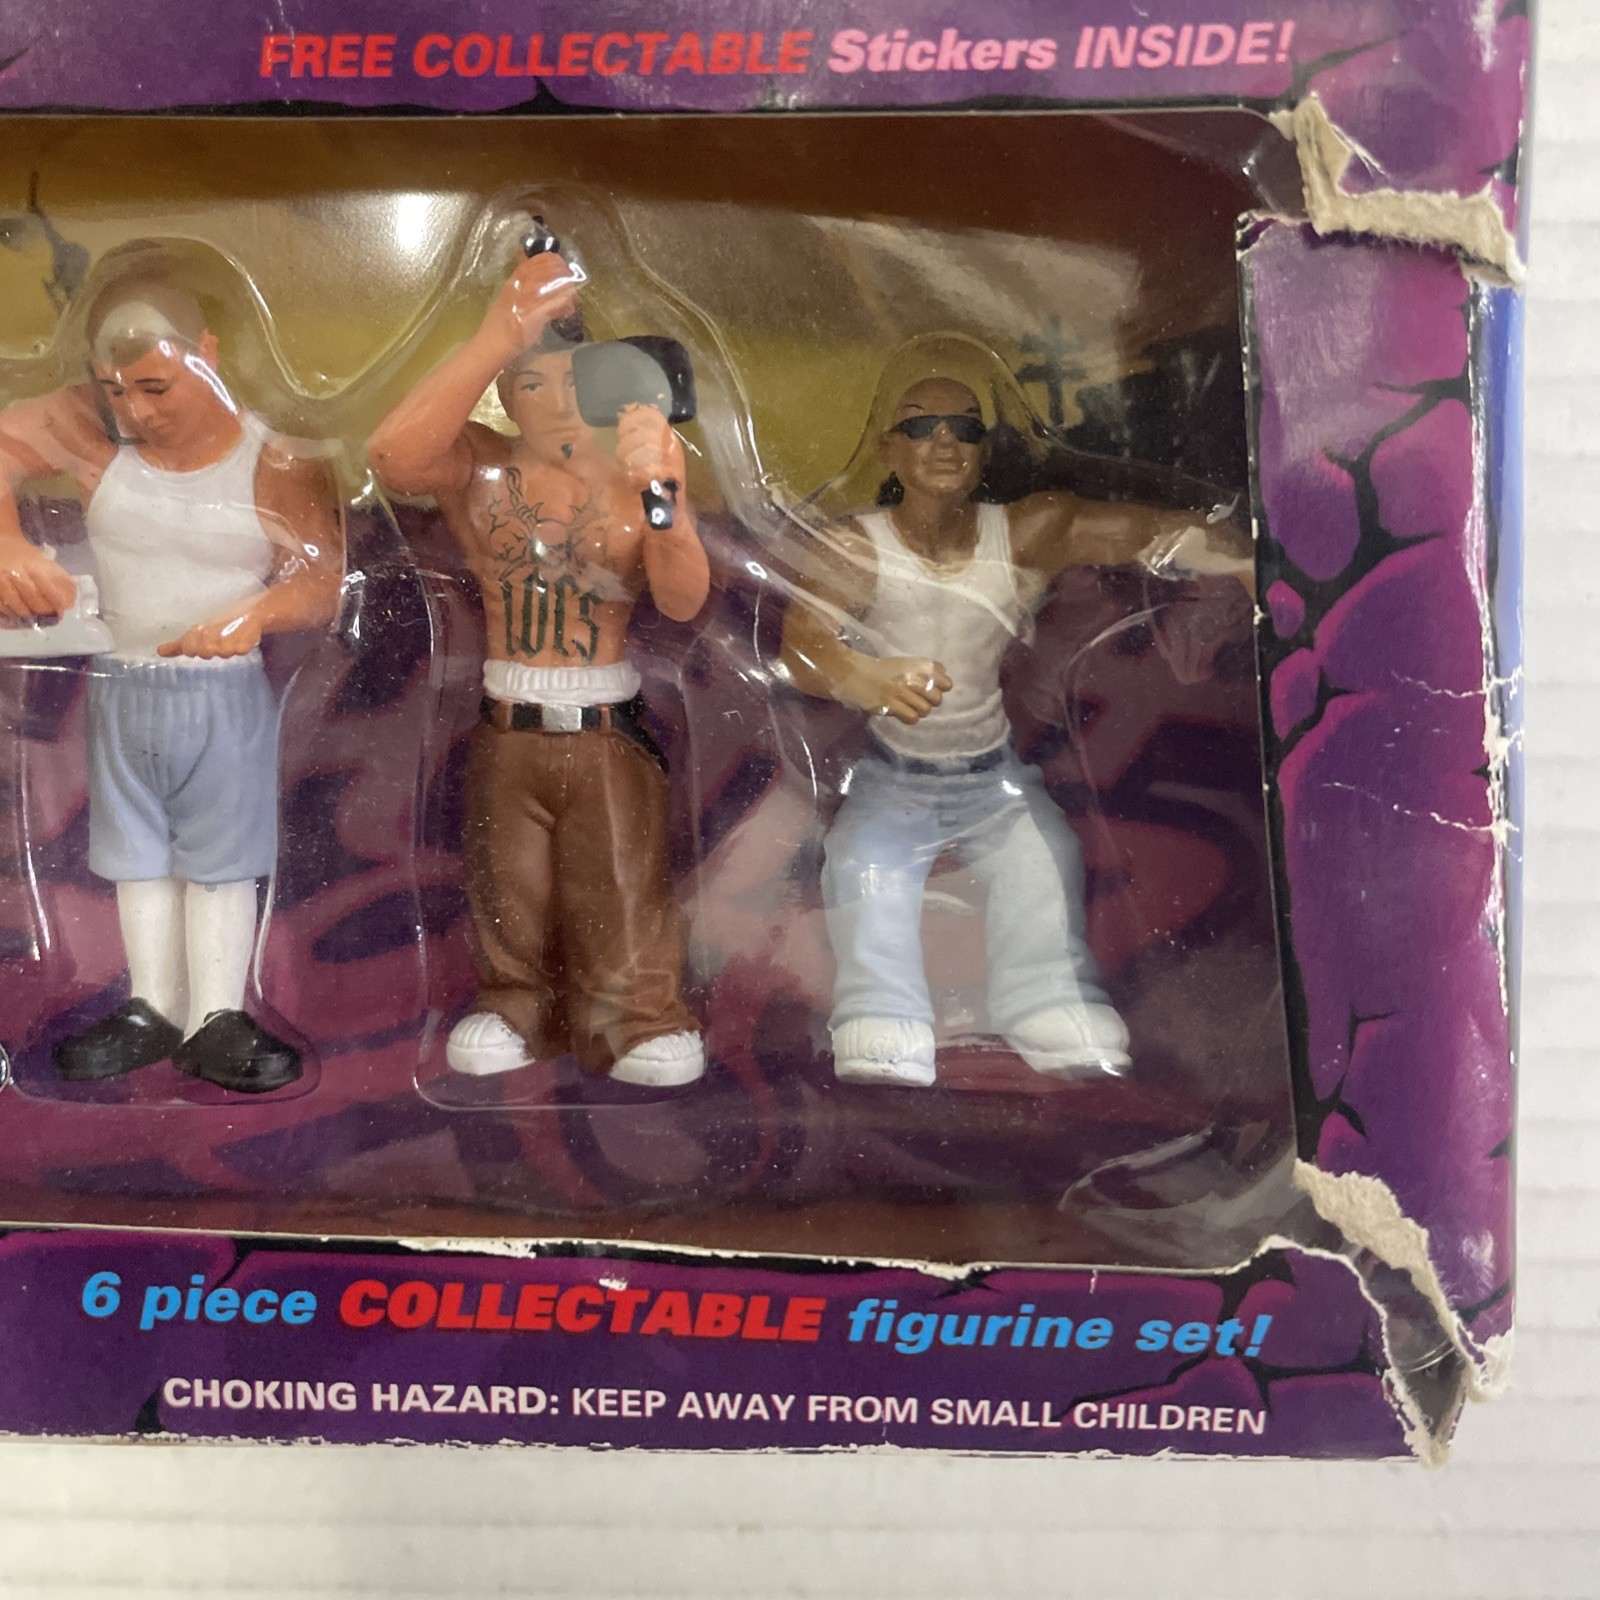 FREE COLLECTABLE Stickers INSIDE!
6 piece COLLECTABLE figurine set!
CHOKING HAZARD: KEEP AWAY FROM SMALL CHILDREN